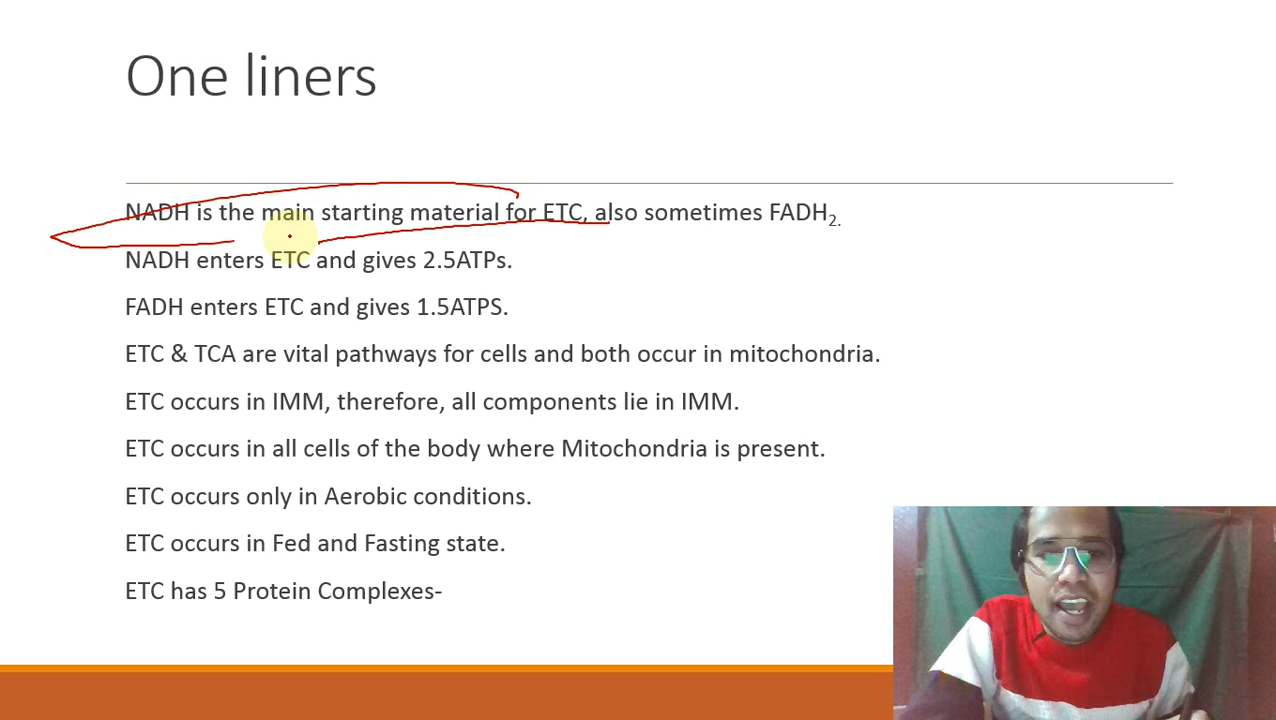 One liners
NADH is the main starting material for ETC, also sometimes FADH2.
NADH enters ETC and gives 2.5ATPs.
FADH enters ETC and gives 1.5ATPS.
ETC & TCA are vital pathways for cells and both occur in mitochondria.
ETC occurs in IMM, therefore, all components lie in IMM.
ETC occurs in all cells of the body where Mitochondria is present.
ETC occurs only in Aerobic conditions.
ETC occurs in Fed and Fasting state.
ETC has 5 Protein Complexes-